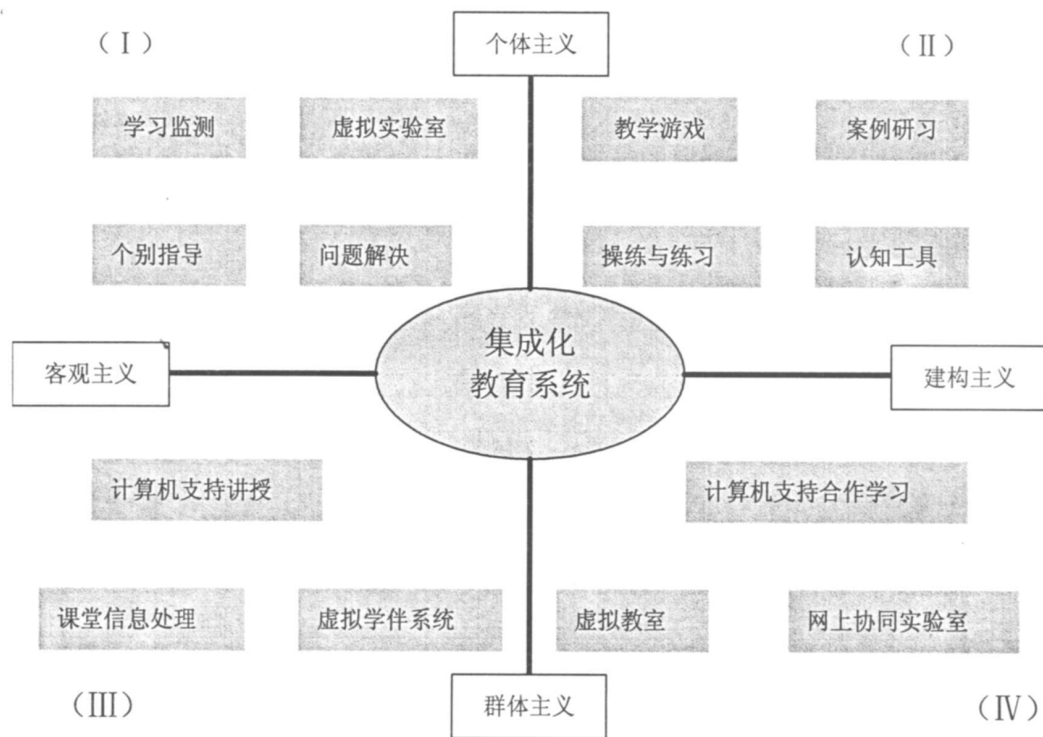 （Ⅰ）
个体主义
（Ⅱ）
学习监测
虚拟实验室
教学游戏
案例研习
个别指导
问题解决
操练与练习
认知工具
集成化
教育系统
客观主义
建构主义
计算机支持讲授
计算机支持合作学习
课堂信息处理
虚拟学伴系统
虚拟教室
网上协同实验室
（Ⅲ）
群体主义
（Ⅳ）